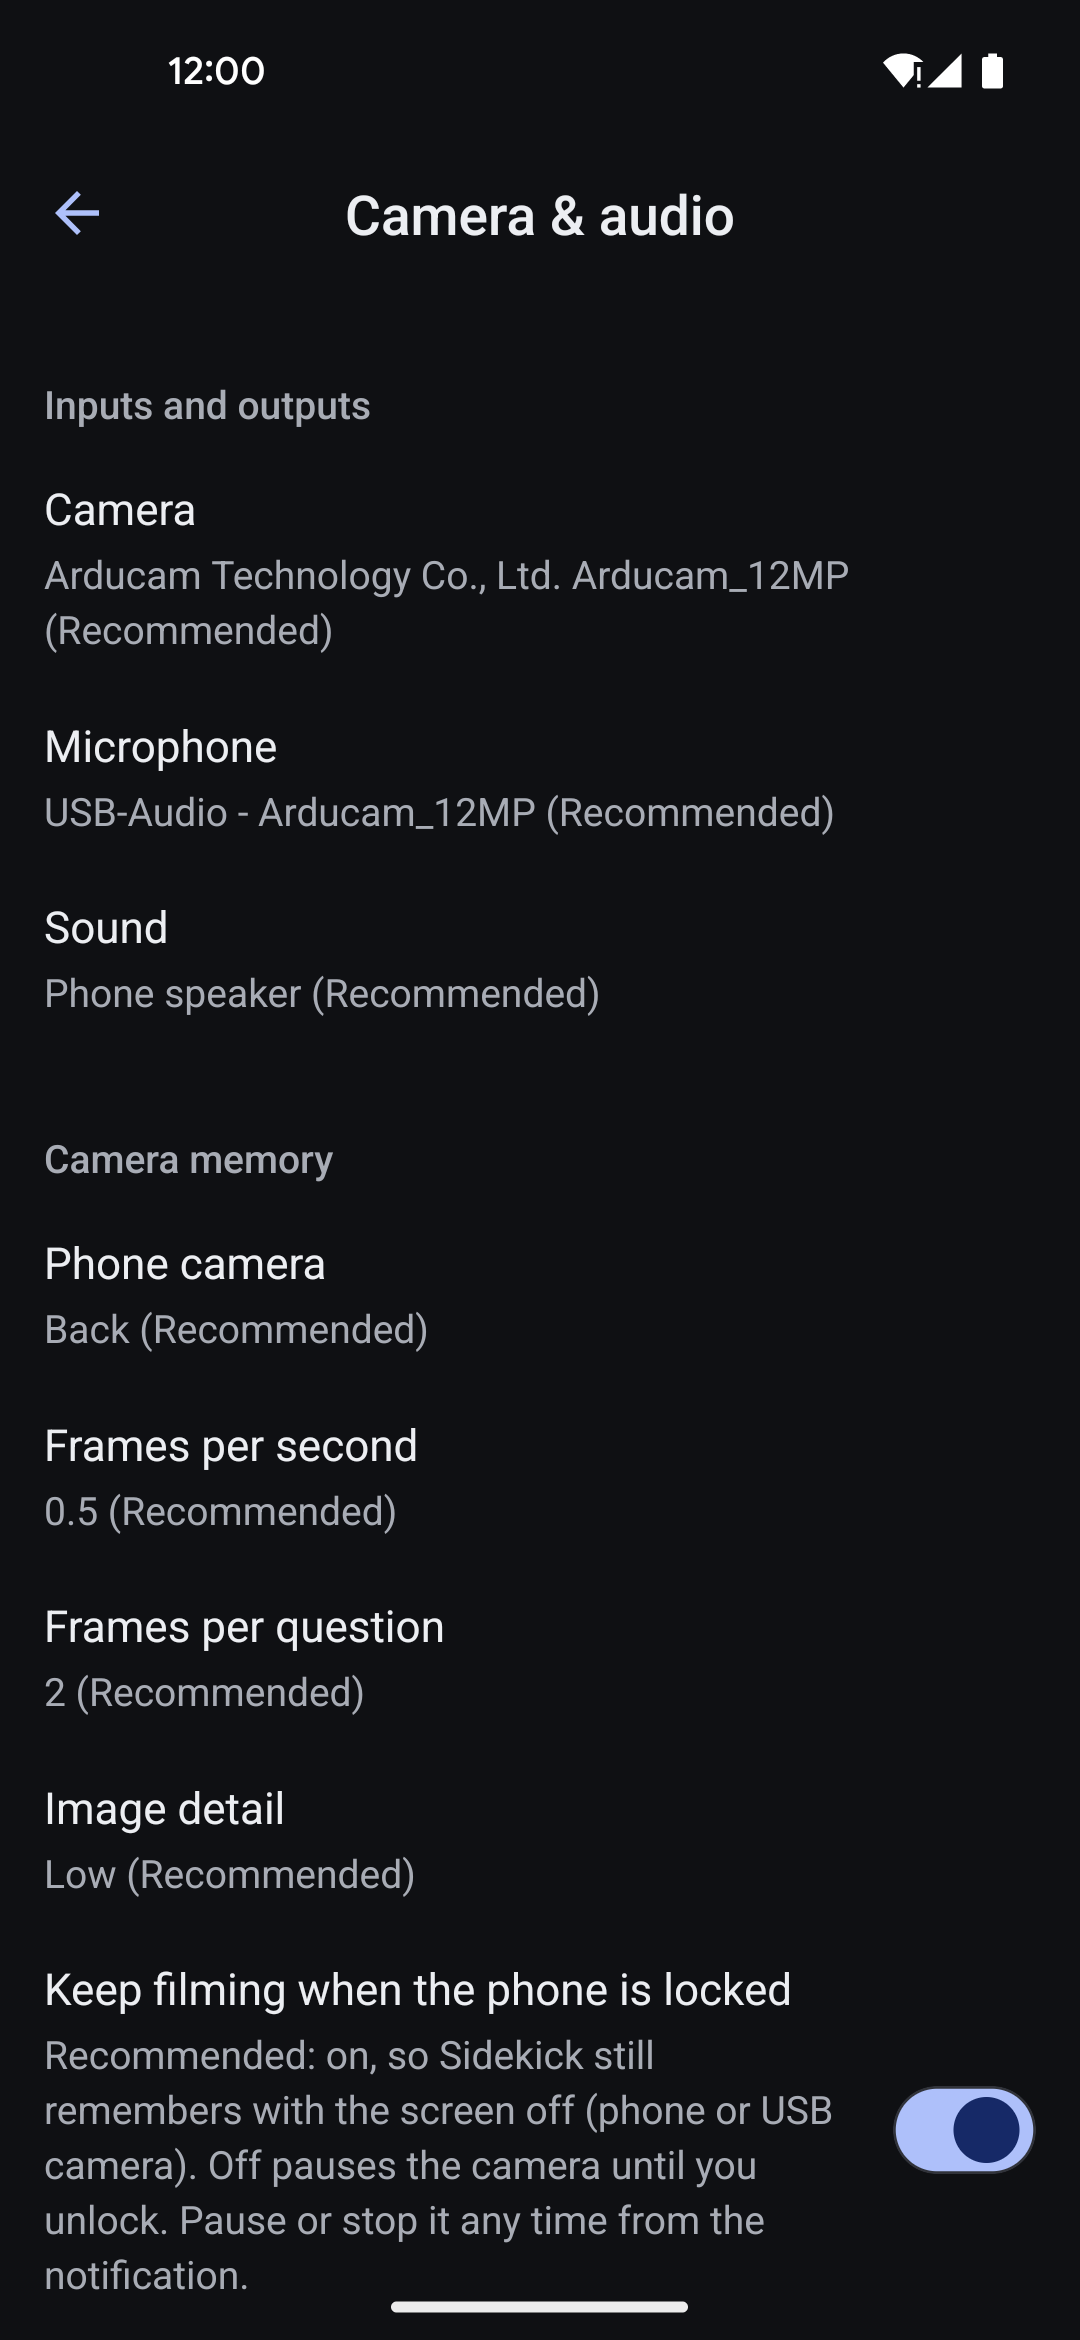 12:00
Camera & audio
Inputs and outputs
Camera
Arducam Technology Co., Ltd. Arducam_12MP
(Recommended)
Microphone
USB-Audio - Arducam_12MP (Recommended)
Sound
Phone speaker (Recommended)
Camera memory
Phone camera
Back (Recommended)
Frames per second
0.5 (Recommended)
Frames per question
2 (Recommended)
Image detail
Low (Recommended)
Keep filming when the phone is locked
Recommended: on, so Sidekick still
remembers with the screen off (phone or USB
camera). Off pauses the camera until you
unlock. Pause or stop it any time from the
notification.